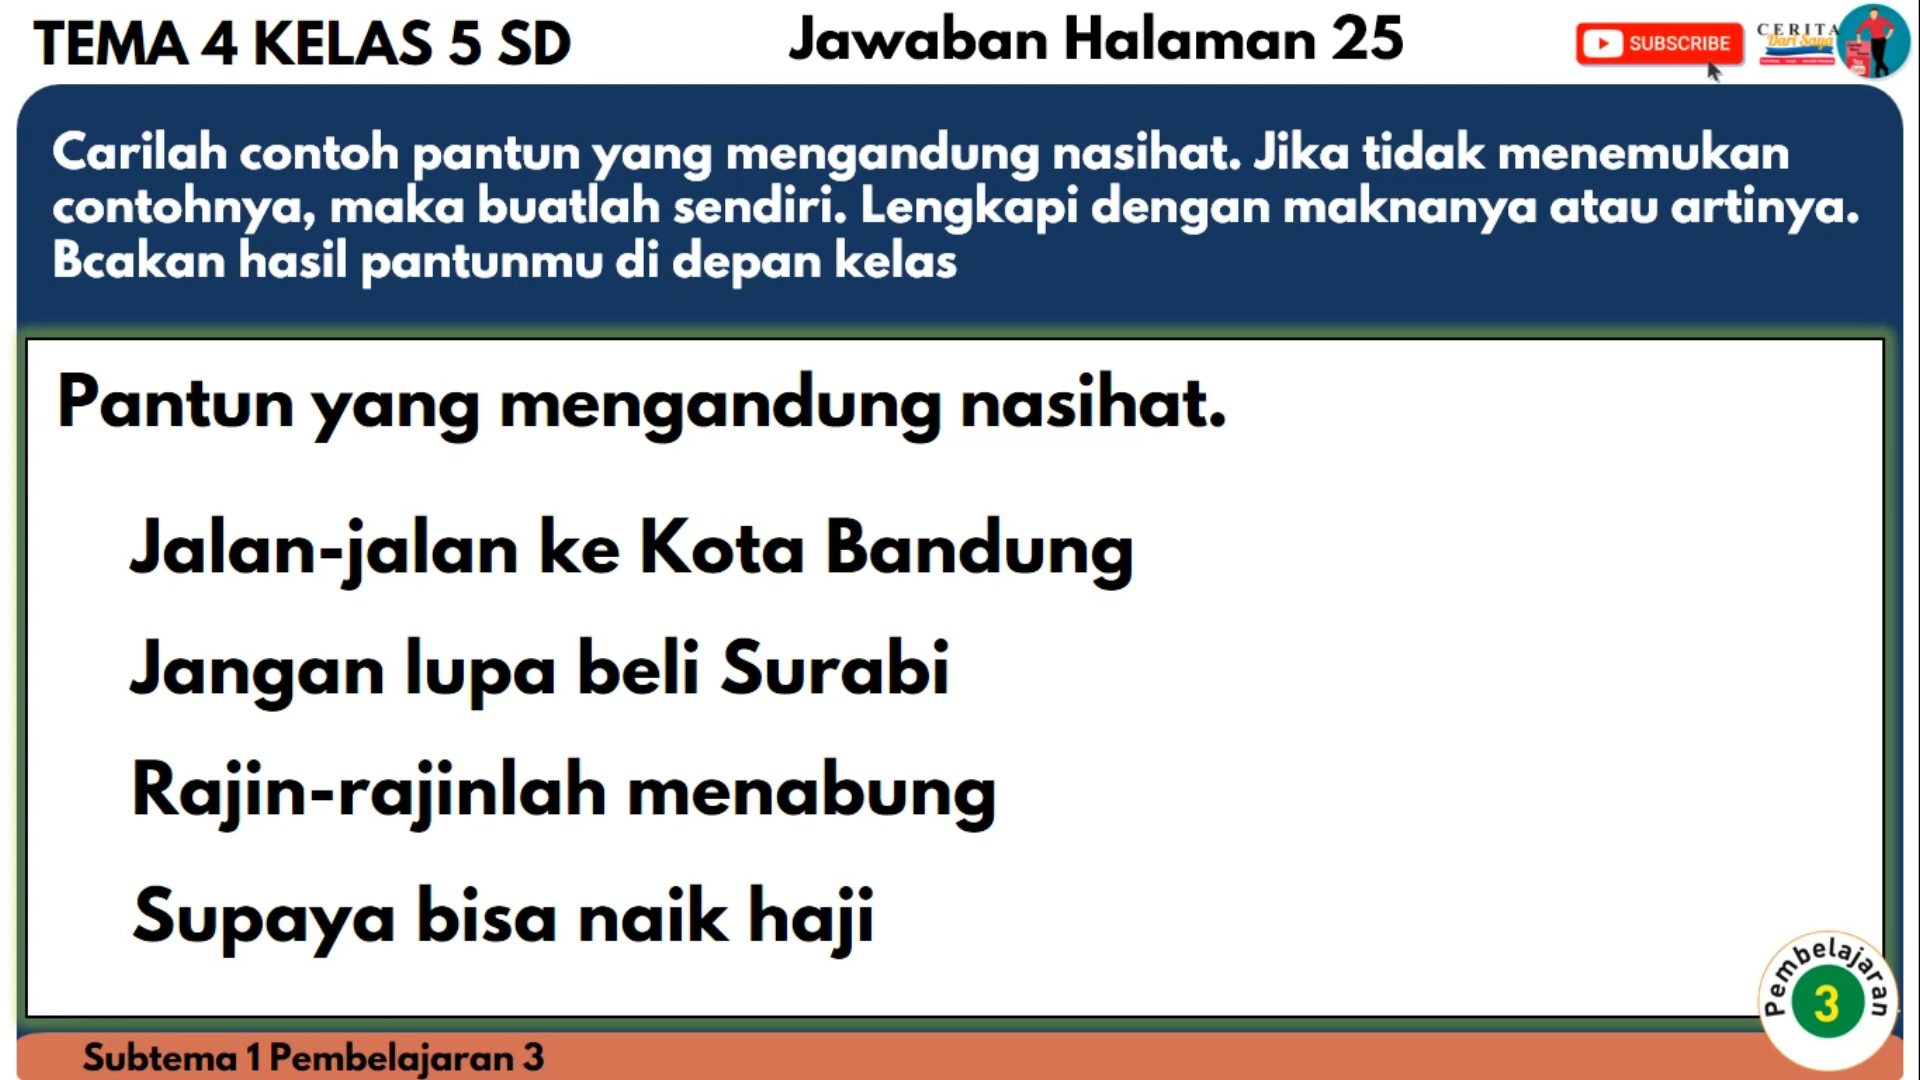 TEMA 4 KELAS 5 SD
Jawaban Halaman 25
SUBSCRIBE
CERITA
Dari Saya
Carilah contoh pantun yang mengandung nasihat. Jika tidak menemukan
contohnya, maka buatlah sendiri. Lengkapi dengan maknanya atau artinya.
Bcakan hasil pantunmu di depan kelas
Pantun yang mengandung nasihat.
Jalan-jalan ke Kota Bandung
Jangan lupa beli Surabi
Rajin-rajinlah menabung
Supaya bisa naik haji
Pembelajaran
3
Subtema 1 Pembelajaran 3